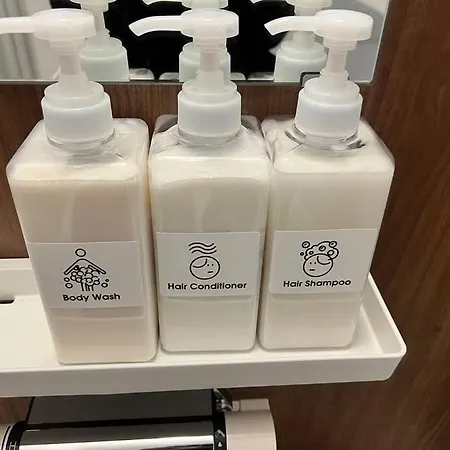 Body Wash
Hair Conditioner
Hair Shampoo